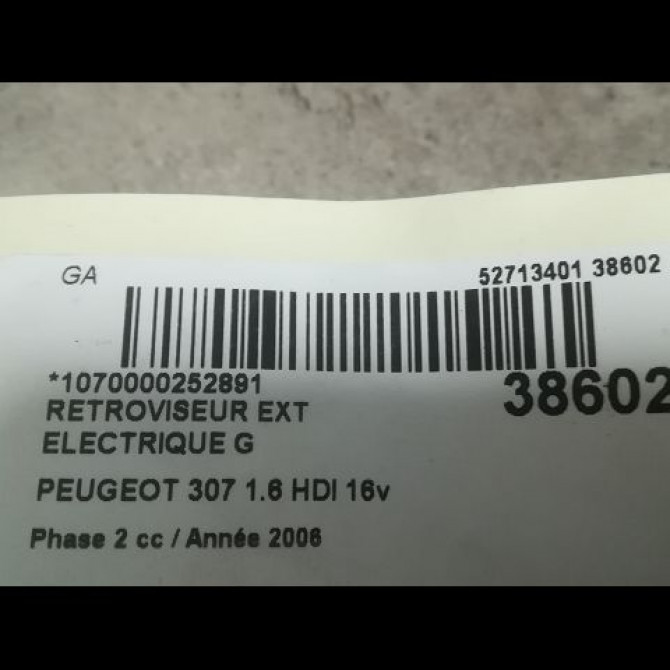 GA
52713401 38602
*1070000252891
38602
RETROVISEUR EXT
ELECTRIQUE G
PEUGEOT 307 1.6 HDI 16v
Phase 2 cc / Année 2006